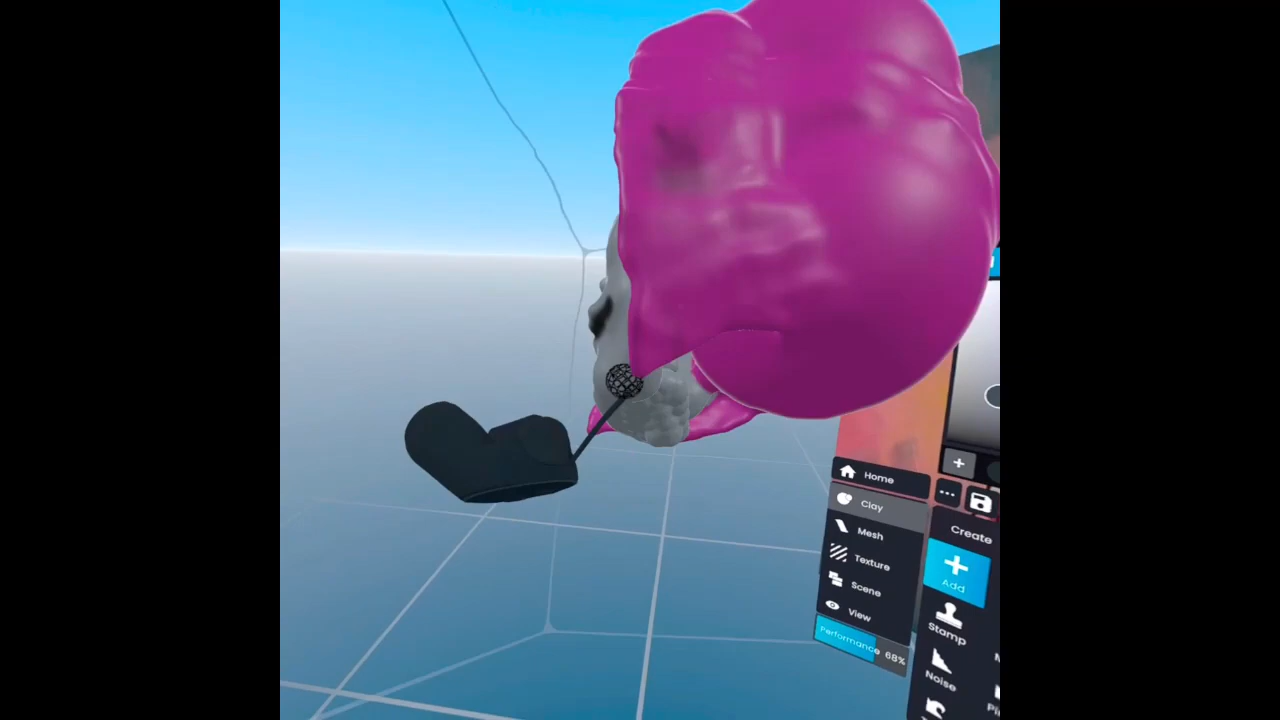 Home
Clay
Mesh
Texture
Scene
View
Performance 68%
Create
Add
Stamp
Noise